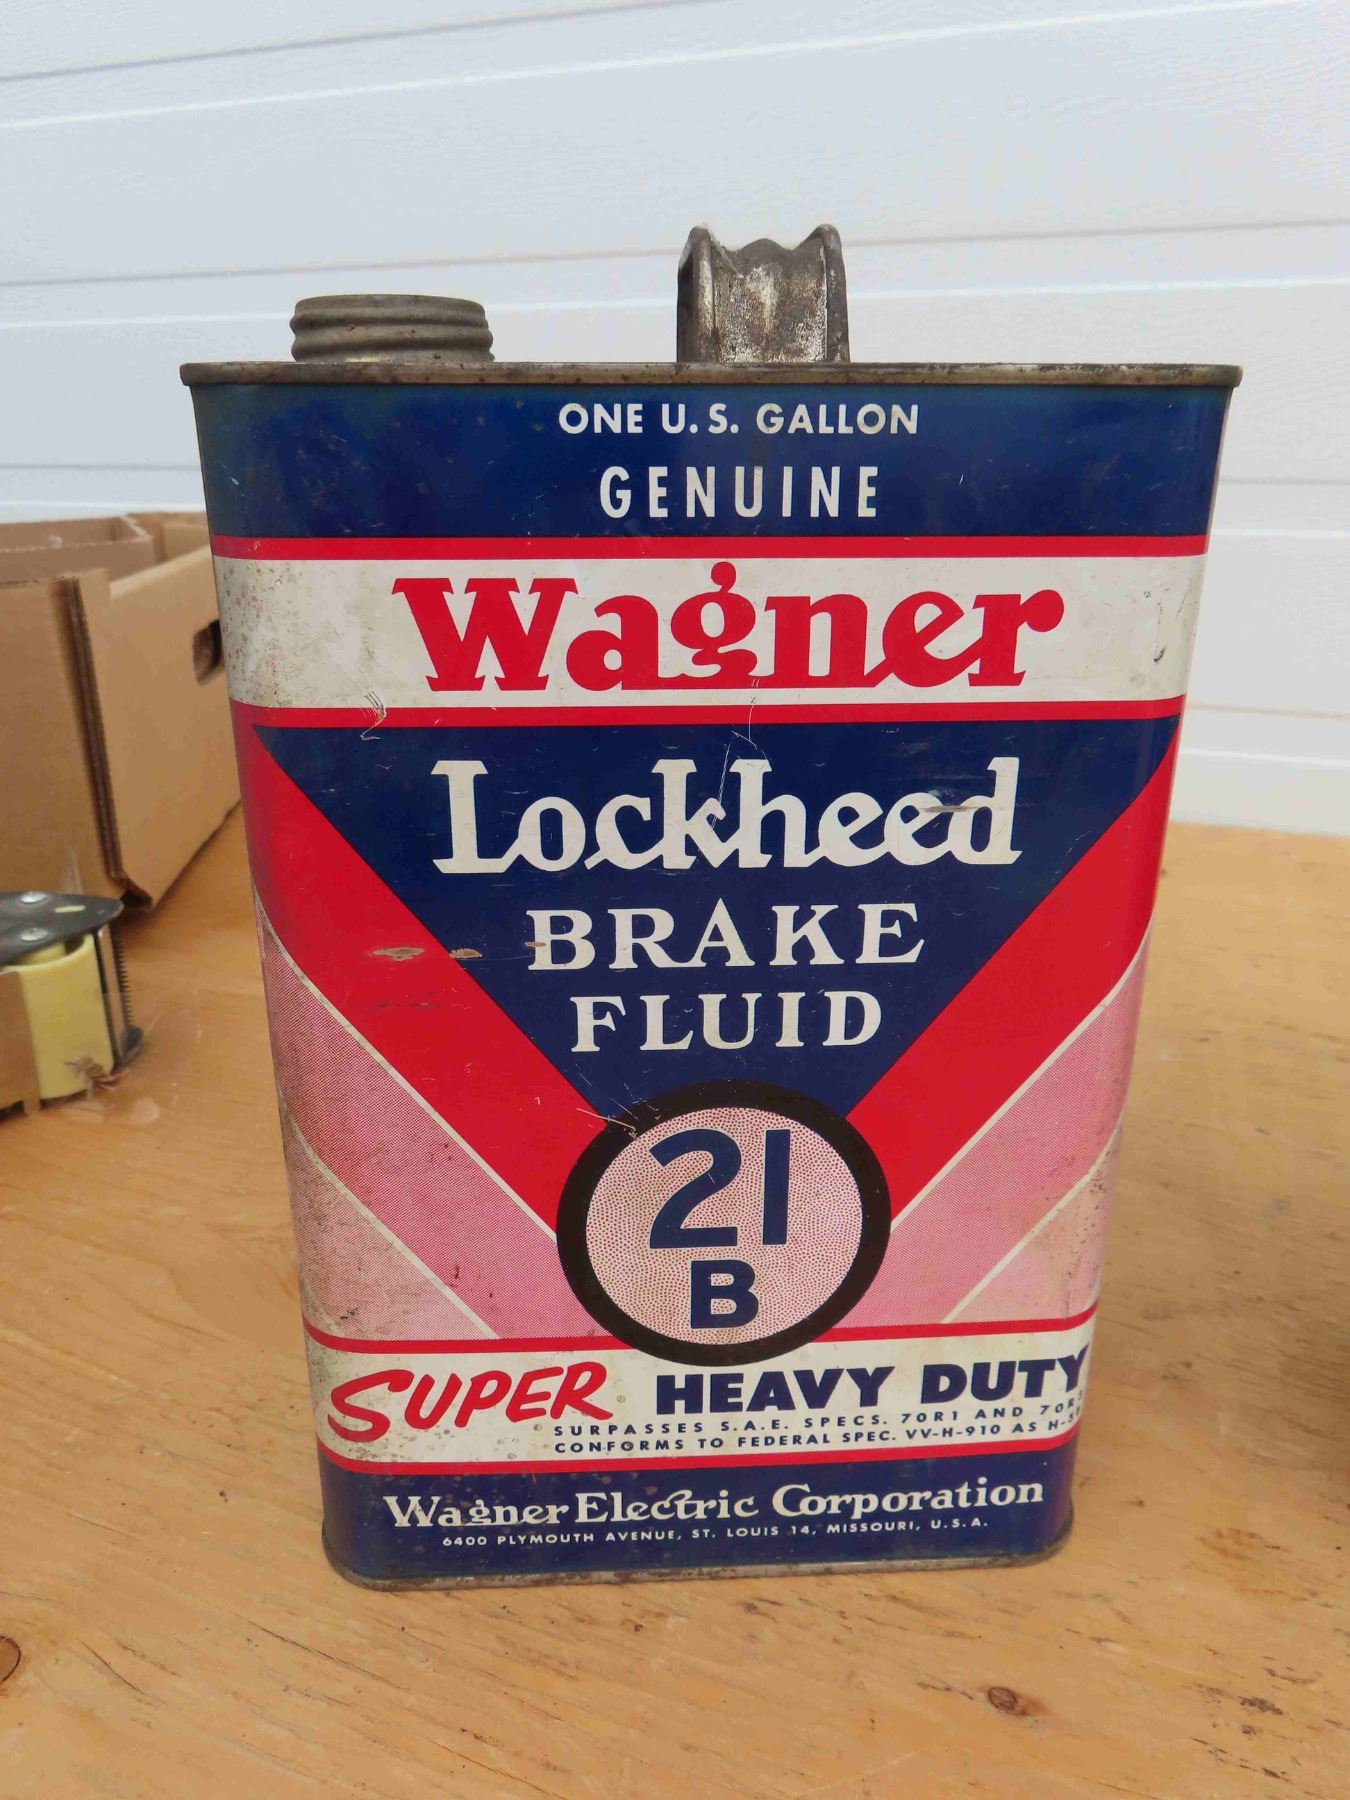 ONE U.S. GALLON
GENUINE
Wagner
Lockheed
BRAKE
FLUID
21
B
SUPER HEAVY DUTY
SURPASSES S.A.E. SPECS. 70R1 AND
CONFORMS TO FEDERAL SPEC. VV-H-910 AS
Wagner Electric Corporation
6400 PLYMOUTH AVENUE, ST. LOUIS 14, MISSOURI, U.S.A.